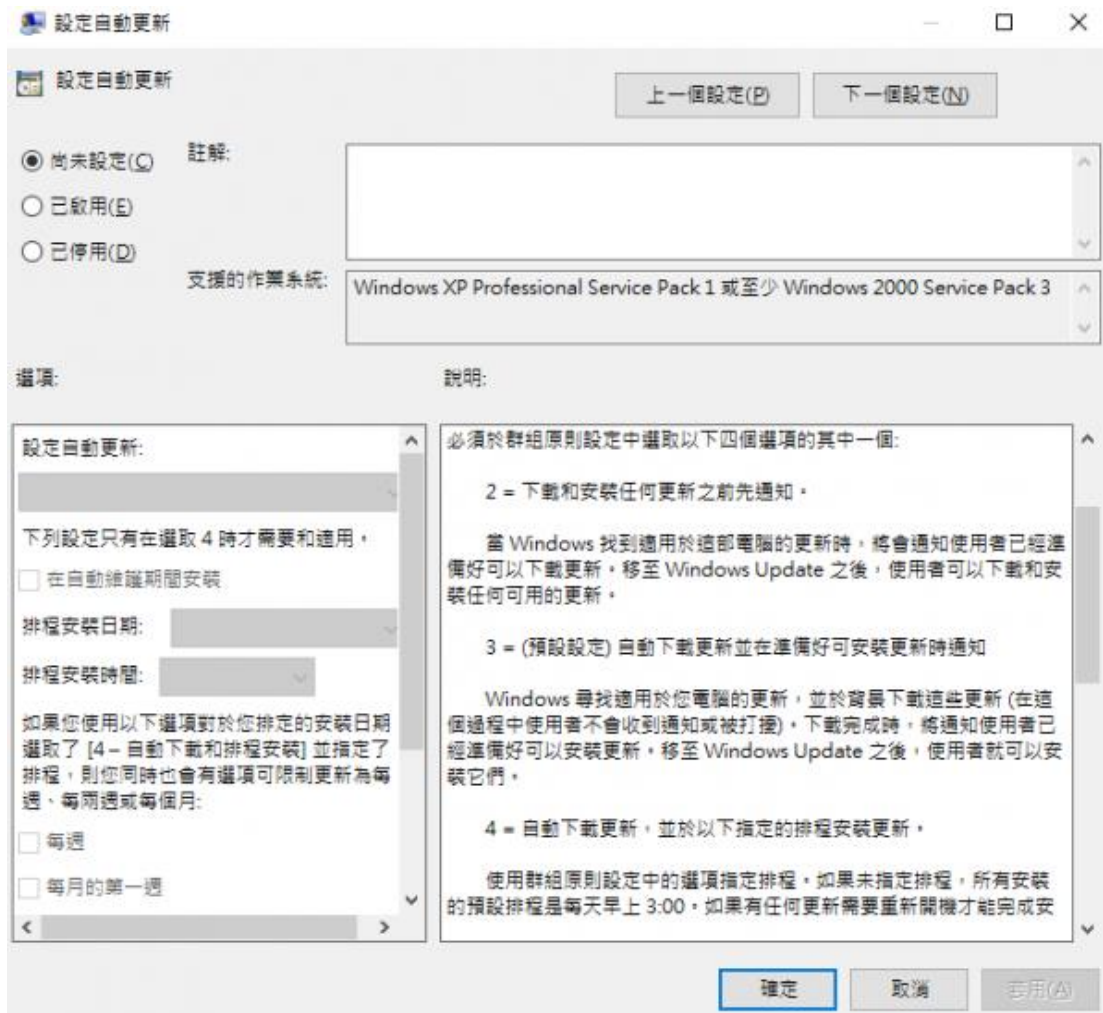 設定自動更新
設定自動更新
上一個設定(P)
下一個設定(N)
尚未設定(C)
已啟用(E)
已停用(D)
註解:
支援的作業系統:
Windows XP Professional Service Pack 1 或至少 Windows 2000 Service Pack 3
選項:
設定自動更新:
下列設定只有在選取 4 時才需要和適用。
在自動維護期間安裝
排程安裝日期:
排程安裝時間:
如果您使用以下選項對於您排定的安裝日期
選取了 [4 – 自動下載和排程安裝] 並指定了
排程，則您同時也會有選項可限制更新為每
週、每兩週或每個月:
每週
每月的第一週
說明:
必須於群組原則設定中選取以下四個選項的其中一個:
2 = 下載和安裝任何更新之前先通知。
當 Windows 找到適用於這部電腦的更新時，將會通知使用者已經準
備好可以下載更新。移至 Windows Update 之後，使用者可以下載和安
裝任何可用的更新。
3 = (預設設定) 自動下載更新並在準備好可安裝更新時通知
Windows 尋找適用於您電腦的更新，並於背景下載這些更新 (在這
個過程中使用者不會收到通知或被打擾)。下載完成時，將通知使用者已
經準備好可以安裝更新。移至 Windows Update 之後，使用者就可以安
裝它們。
4 = 自動下載更新，並於以下指定的排程安裝更新。
使用群組原則設定中的選項指定排程。如果未指定排程，所有安裝
的預設排程是每天早上 3:00。如果有任何更新需要重新開機才能完成安
確定
取消
套用(A)